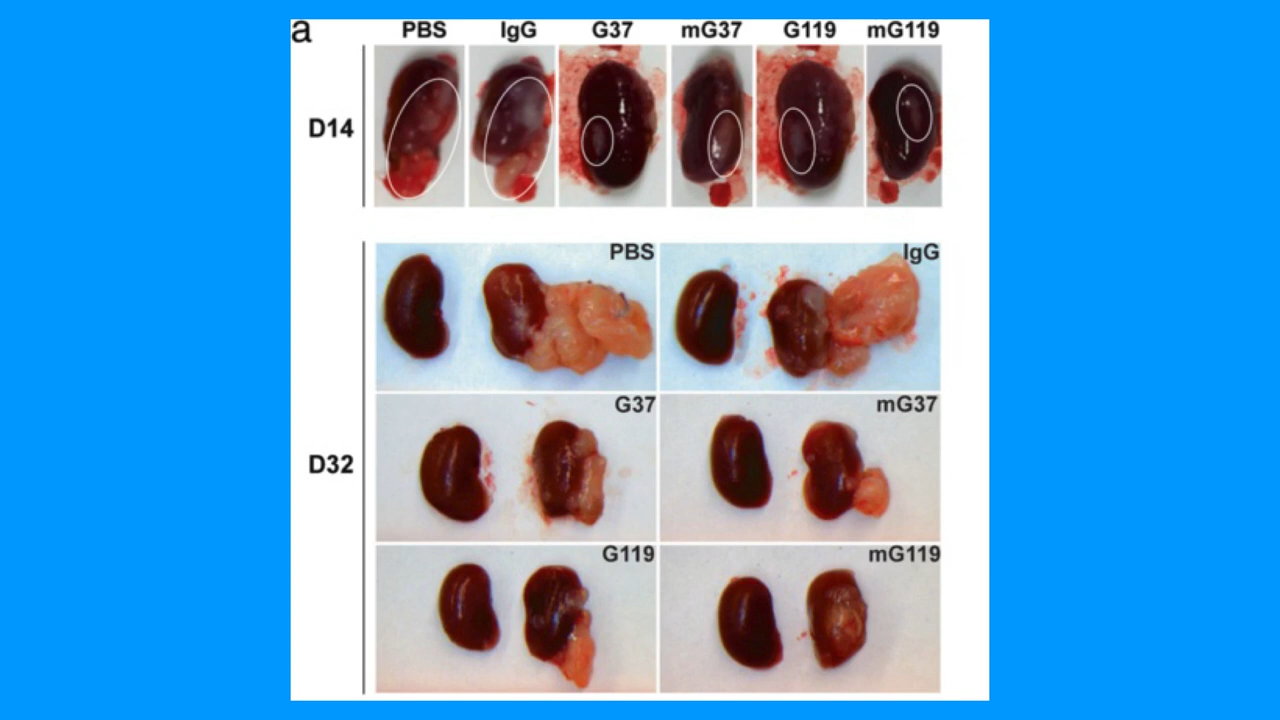 a
PBS IgG G37 mG37 G119 mG119
D14
PBS IgG
G37 mG37
D32
G119 mG119